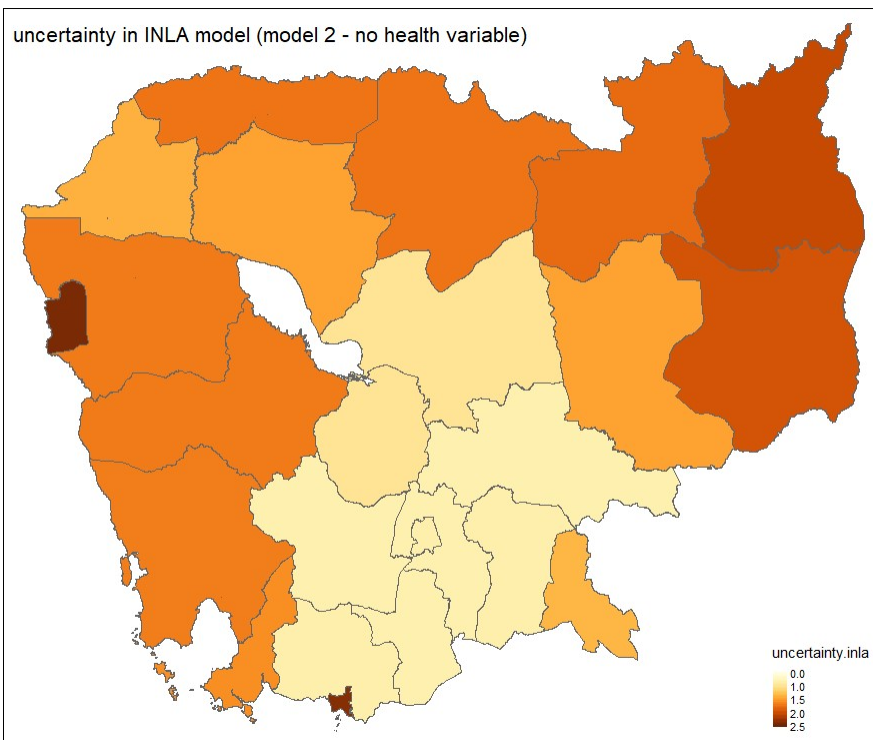 uncertainty in INLA model (model 2 - no health variable)
uncertainty.inla
0.0
1.0
1.5
2.0
2.5